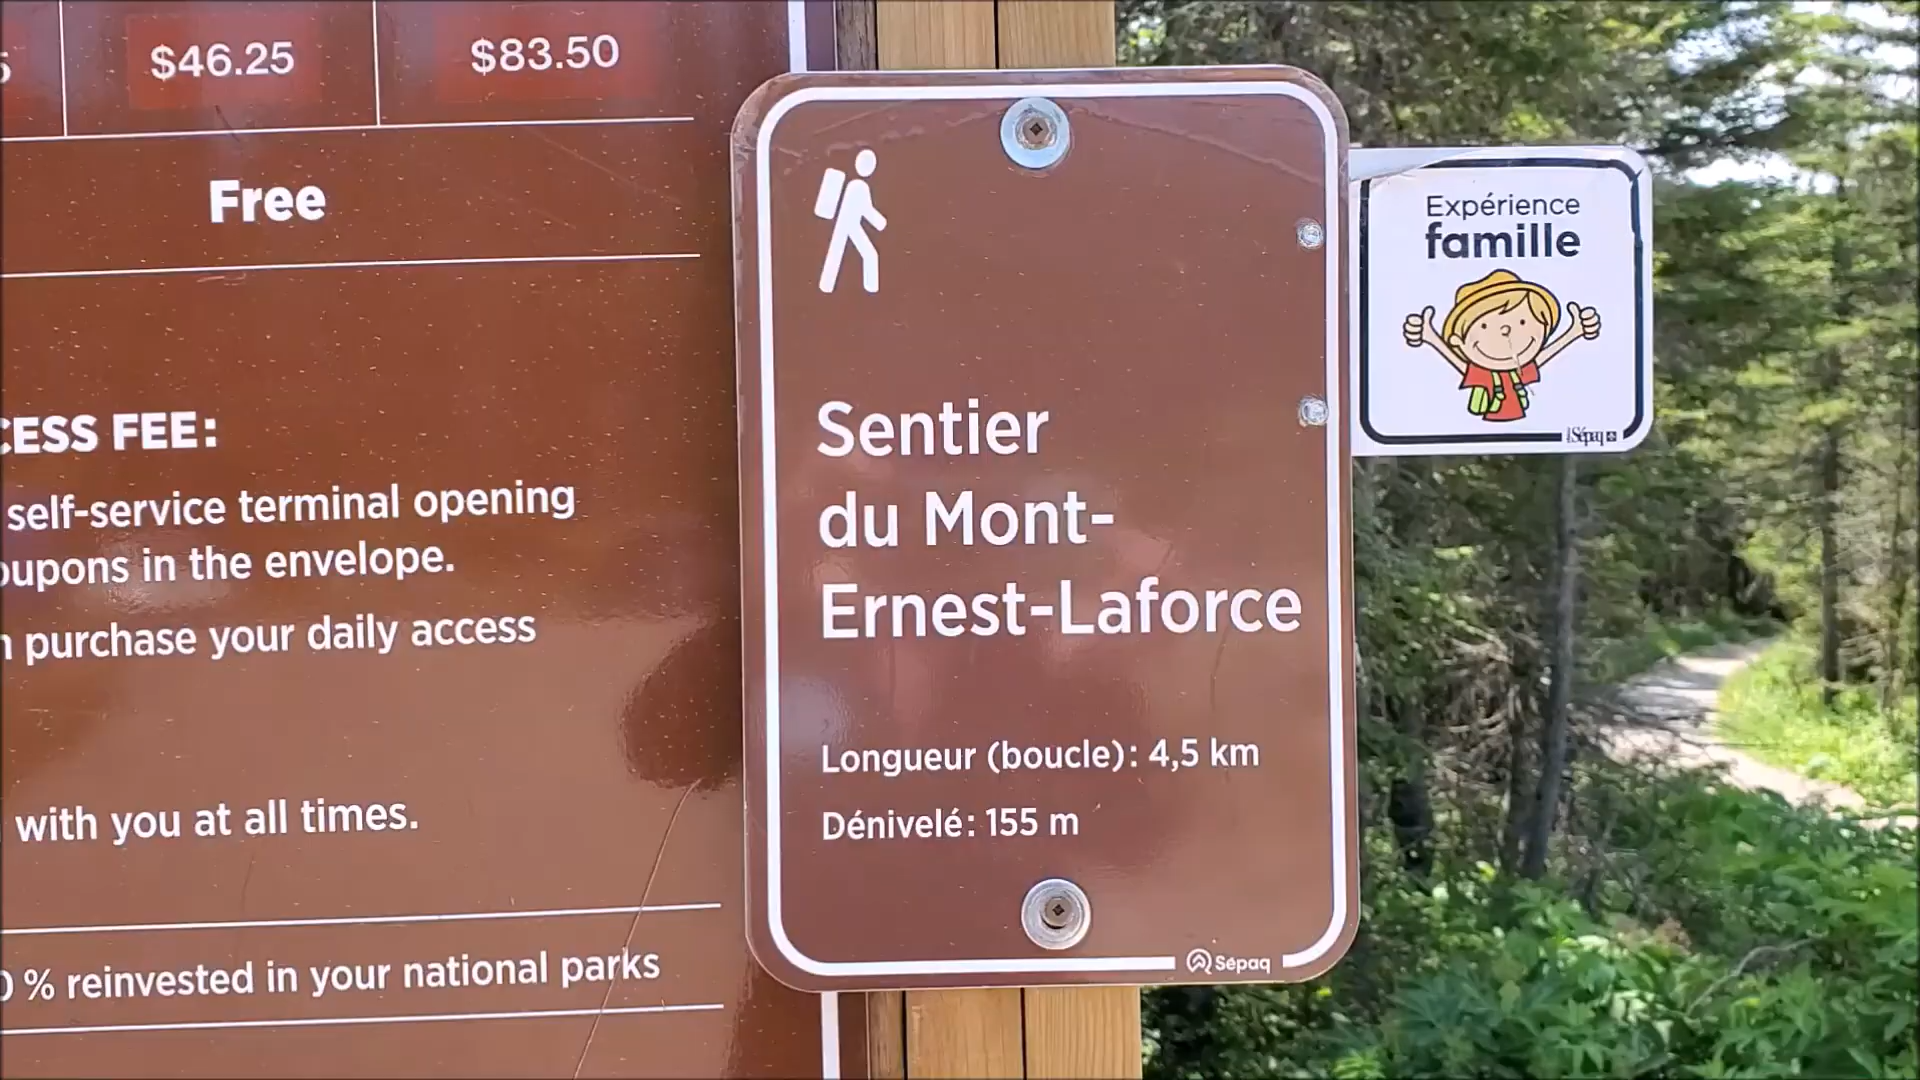 $46.25
$83.50
Free
CESS FEE:
self-service terminal opening
oupons in the envelope.
purchase your daily access
with you at all times.
% reinvested in your national parks
Sentier
du Mont-
Ernest-Laforce
Longueur (boucle): 4,5 km
Dénivelé: 155 m
Sépaq
Expérience
famille
Sépaq